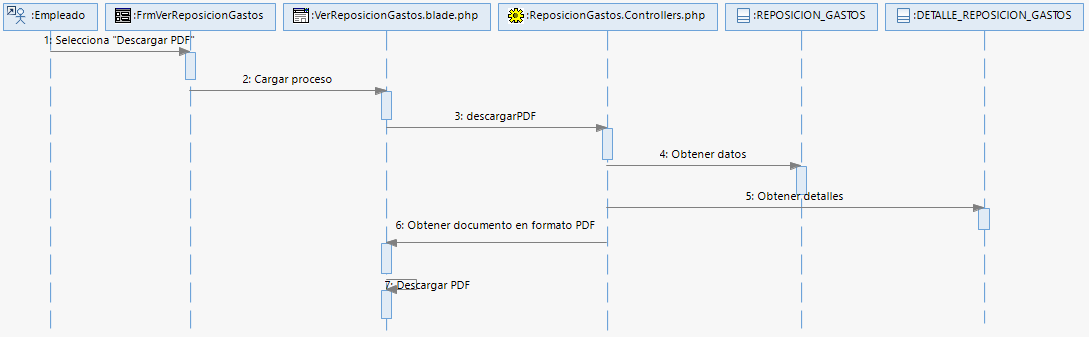 :Empleado
:FrmVerReposicionGastos
:VerReposicionGastos.blade.php
:ReposicionGastos.Controllers.php
:REPOSICION_GASTOS
:DETALLE_REPOSICION_GASTOS
1: Selecciona "Descargar PDF"
2: Cargar proceso
3: descargarPDF
4: Obtener datos
5: Obtener detalles
6: Obtener documento en formato PDF
7: Descargar PDF